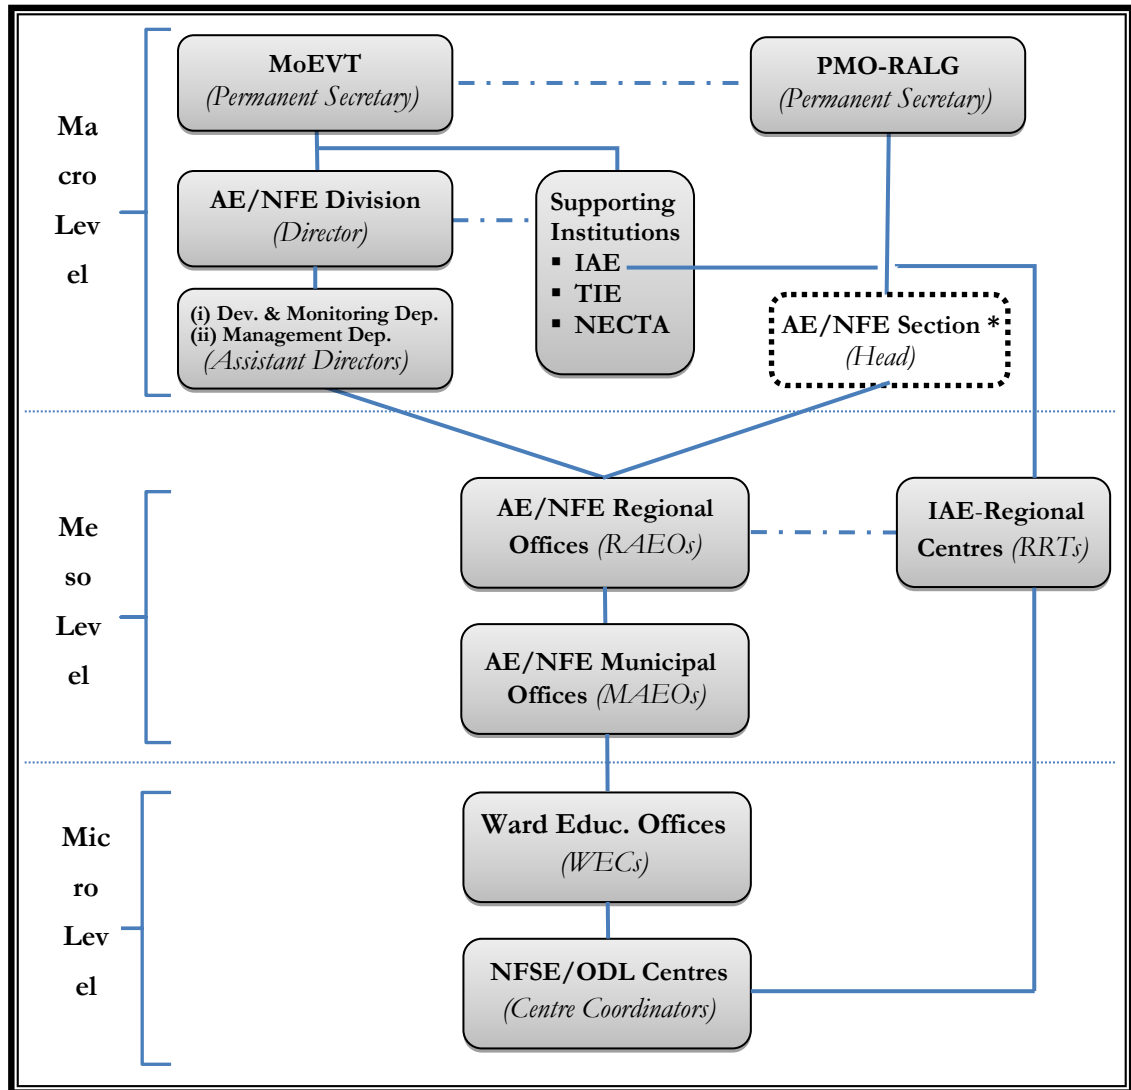 MoEVT
(Permanent Secretary)
PMO-RALG
(Permanent Secretary)
Ma
cro
Lev
el
AE/NFE Division
(Director)
Supporting
Institutions
▪ IAE
▪ TIE
▪ NECTA
(i) Dev. & Monitoring Dep.
(ii) Management Dep.
(Assistant Directors)
AE/NFE Section *
(Head)
Me
so
Lev
el
AE/NFE Regional
Offices (RAEOs)
IAE-Regional
Centres (RRTs)
AE/NFE Municipal
Offices (MAEOs)
Mic
ro
Lev
el
Ward Educ. Offices
(WECs)
NFSE/ODL Centres
(Centre Coordinators)